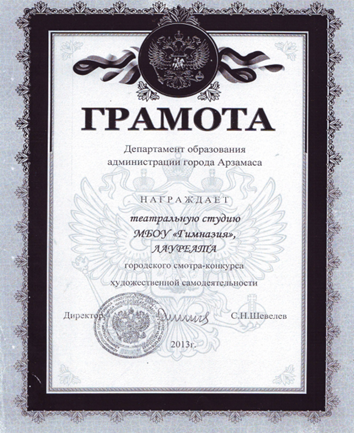 ГРАМОТА
Департамент образования
администрации города Арзамаса
НАГРАЖДАЕТ
театральную студию
МБОУ «Гимназия»,
ЛАУРЕАТА
городского смотра-конкурса
художественной самодеятельности
Директор С.Н.Шевелев
2013г.